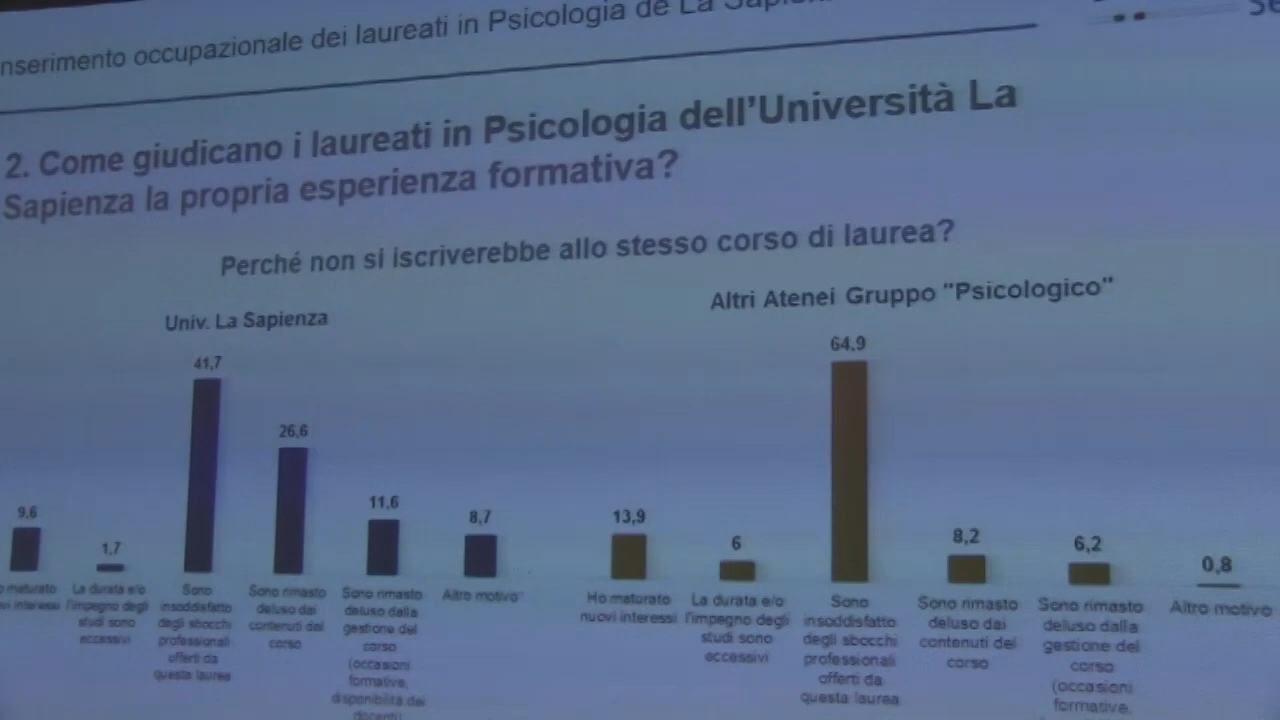 nserimento occupazionale dei laureati in Psicologia de La Sapien
Se
2. Come giudicano i laureati in Psicologia dell'Università La
Sapienza la propria esperienza formativa?
Perché non si iscriverebbe allo stesso corso di laurea?
Univ. La Sapienza
9,6
1,7
41,7
26,6
11,6
8,7
o maturato
vi interessi
La durata e/o
l'impegno degli
studi sono
eccessivi
Sono
insoddisfatto
degli sbocchi
professionali
offerti da
questa laurea
Sono rimasto
deluso dai
contenuti del
corso
Sono rimasto
deluso dalla
gestione del
corso
(occasioni
formative,
disponibilità dei
docenti)
Altro motivo
Altri Atenei Gruppo "Psicologico"
13,9
6
64,9
8,2
6,2
0,8
Ho maturato
nuovi interessi
La durata e/o
l'impegno degli
studi sono
eccessivi
Sono
insoddisfatto
degli sbocchi
professionali
offerti da
questa laurea
Sono rimasto
deluso dai
contenuti del
corso
Sono rimasto
deluso dalla
gestione del
corso
(occasioni
formative,
Altro motivo